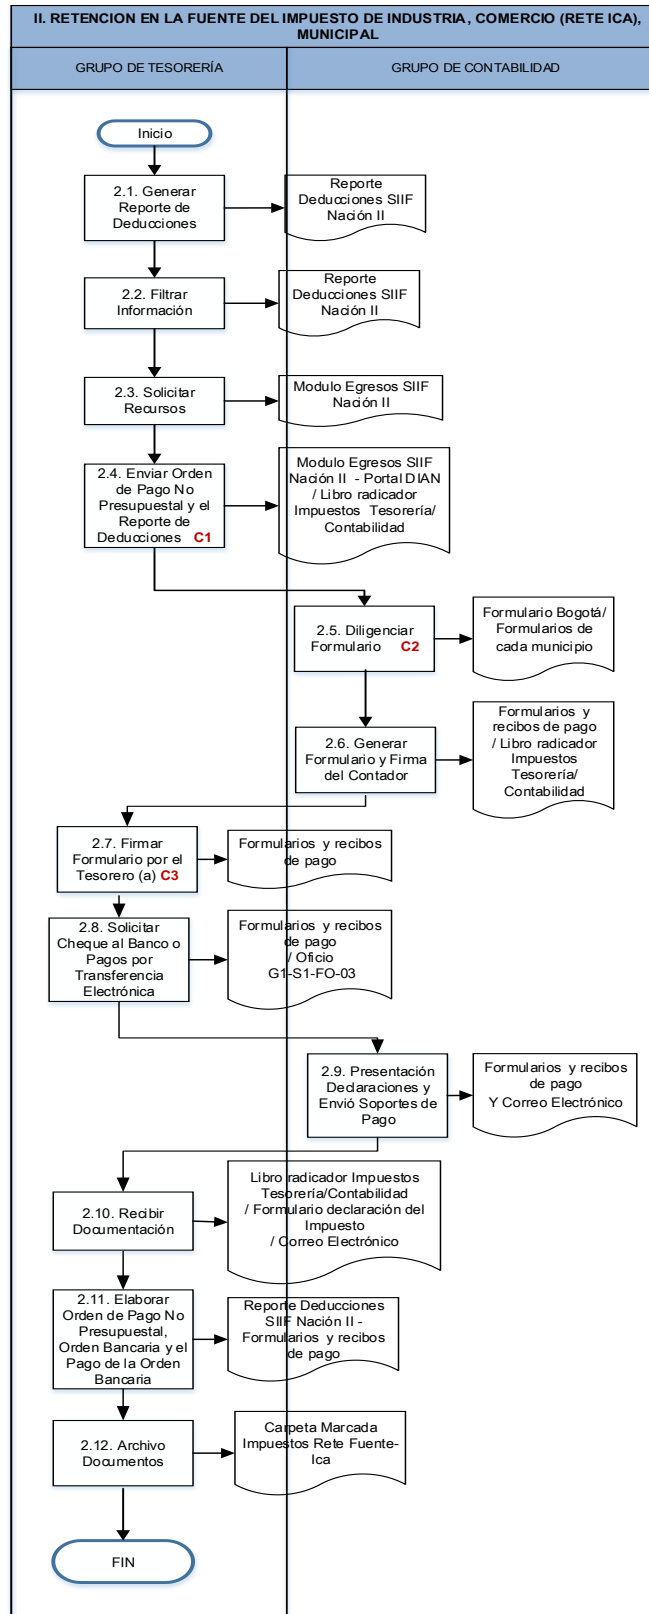 II. RETENCION EN LA FUENTE DEL IMPUESTO DE INDUSTRIA, COMERCIO (RETE ICA),
MUNICIPAL
GRUPO DE TESORERÍA
GRUPO DE CONTABILIDAD
Inicio
2.1. Generar
Reporte de
Deducciones
Reporte
Deducciones SIIF
Nación II
2.2. Filtrar
Información
Reporte
Deducciones SIIF
Nación II
2.3. Solicitar
Recursos
Modulo Egresos SIIF
Nación II
2.4. Enviar Orden
de Pago No
Presupuestal y el
Reporte de
Deducciones C1
Modulo Egresos SIIF
Nación II - Portal DIAN
/ Libro radicador
Impuestos Tesorería/
Contabilidad
2.5. Diligenciar
Formulario C2
Formulario Bogotá/
Formularios de
cada municipio
2.6. Generar
Formulario y Firma
del Contador
Formularios y
recibos de pago
/ Libro radicador
Impuestos
Tesorería/
Contabilidad
2.7. Firmar
Formulario por el
Tesorero (a) C3
Formularios y recibos
de pago
2.8. Solicitar
Cheque al Banco o
Pagos por
Transferencia
Electrónica
Formularios y recibos
de pago
/ Oficio
G1-S1-FO-03
2.9. Presentación
Declaraciones y
Envió Soportes de
Pago
Formularios y recibos
de pago
Y Correo Electrónico
2.10. Recibir
Documentación
Libro radicador Impuestos
Tesorería/Contabilidad
/ Formulario declaración del
Impuesto
/ Correo Electrónico
2.11. Elaborar
Orden de Pago No
Presupuestal,
Orden Bancaria y el
Pago de la Orden
Bancaria
Reporte Deducciones
SIIF Nación II -
Formularios y recibos
de pago
2.12. Archivo
Documentos
Carpeta Marcada
Impuestos Rete Fuente-
Ica
FIN